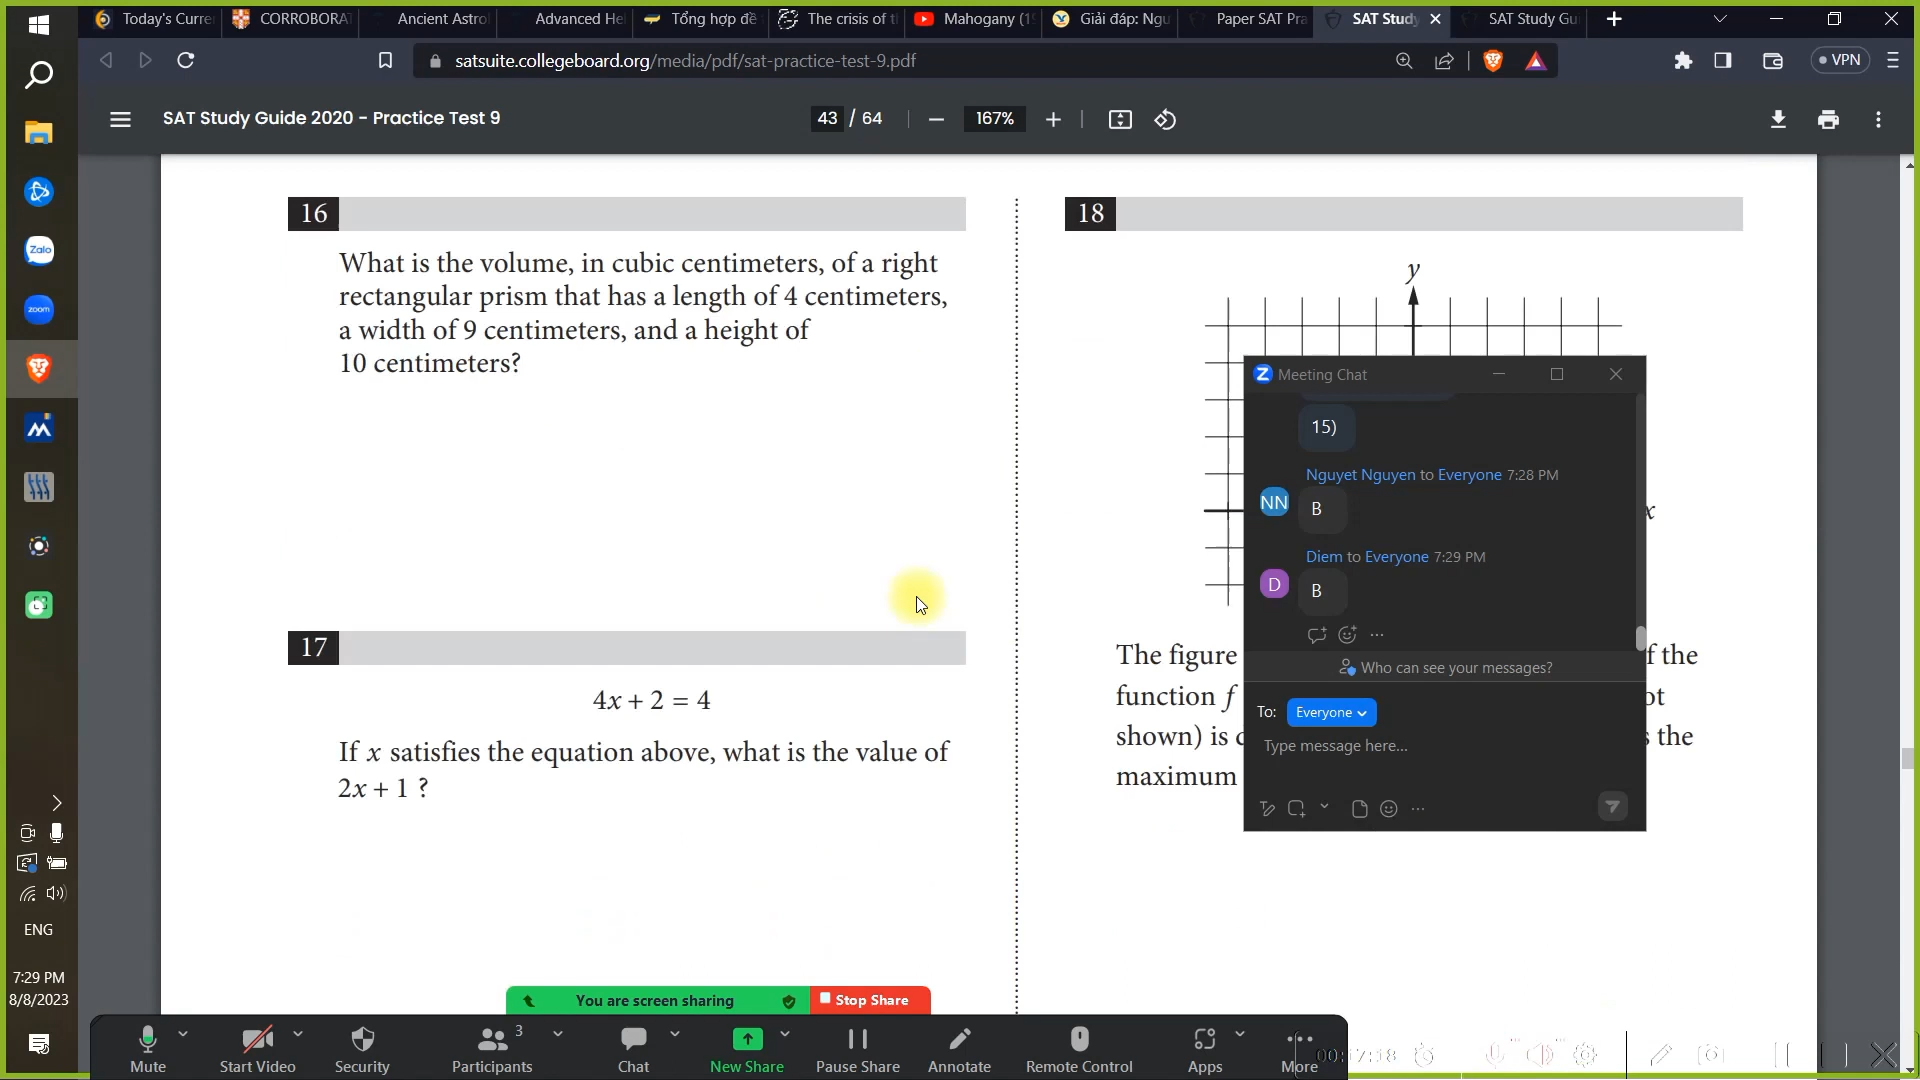 Today's Curre
CORROBORAT
Ancient Astrol
Advanced He
Tổng hợp đề
The crisis of t
Mahogany (1
Giải đáp: Ngu
Paper SAT Pra
SAT Study
SAT Study Gu
satsuite.collegeboard.org/media/pdf/sat-practice-test-9.pdf
VPN
SAT Study Guide 2020 - Practice Test 9
43 / 64
167%
16
What is the volume, in cubic centimeters, of a right
rectangular prism that has a length of 4 centimeters,
a width of 9 centimeters, and a height of
10 centimeters?
17
4x + 2 = 4
If x satisfies the equation above, what is the value of
2x + 1 ?
18
y
x
The figure
f the
function f
ot
shown) is
s the
maximum
Meeting Chat
15)
Nguyet Nguyen to Everyone 7:28 PM
NN
B
Diem to Everyone 7:29 PM
D
B
Who can see your messages?
To: Everyone
Type message here...
Zalo
zoom
ENG
7:29 PM
8/8/2023
You are screen sharing
Stop Share
Mute
Start Video
Security
Participants
3
Chat
New Share
Pause Share
Annotate
Remote Control
Apps
More